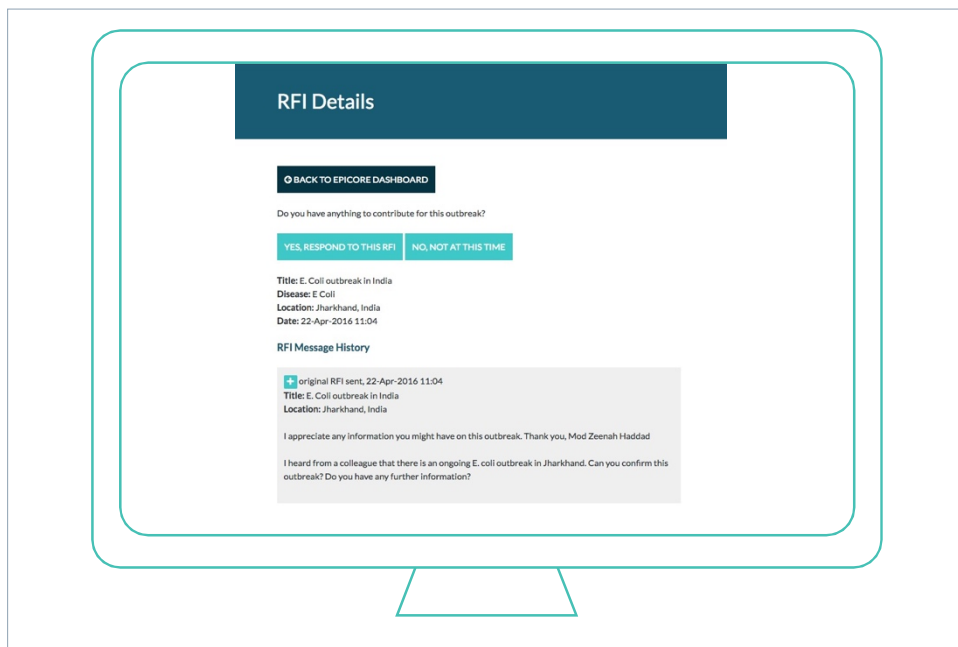 RFI Details
BACK TO EPICORE DASHBOARD
Do you have anything to contribute for this outbreak?
YES, RESPOND TO THIS RFI NO, NOT AT THIS TIME
Title: E. Coli outbreak in India
Disease: E Coli
Location: Jharkhand, India
Date: 22-Apr-2016 11:04
RFI Message History
original RFI sent, 22-Apr-2016 11:04
Title: E. Coli outbreak in India
Location: Jharkhand, India
I appreciate any information you might have on this outbreak. Thank you, Mod Zeenah Haddad
I heard from a colleague that there is an ongoing E. coli outbreak in Jharkhand. Can you confirm this
outbreak? Do you have any further information?